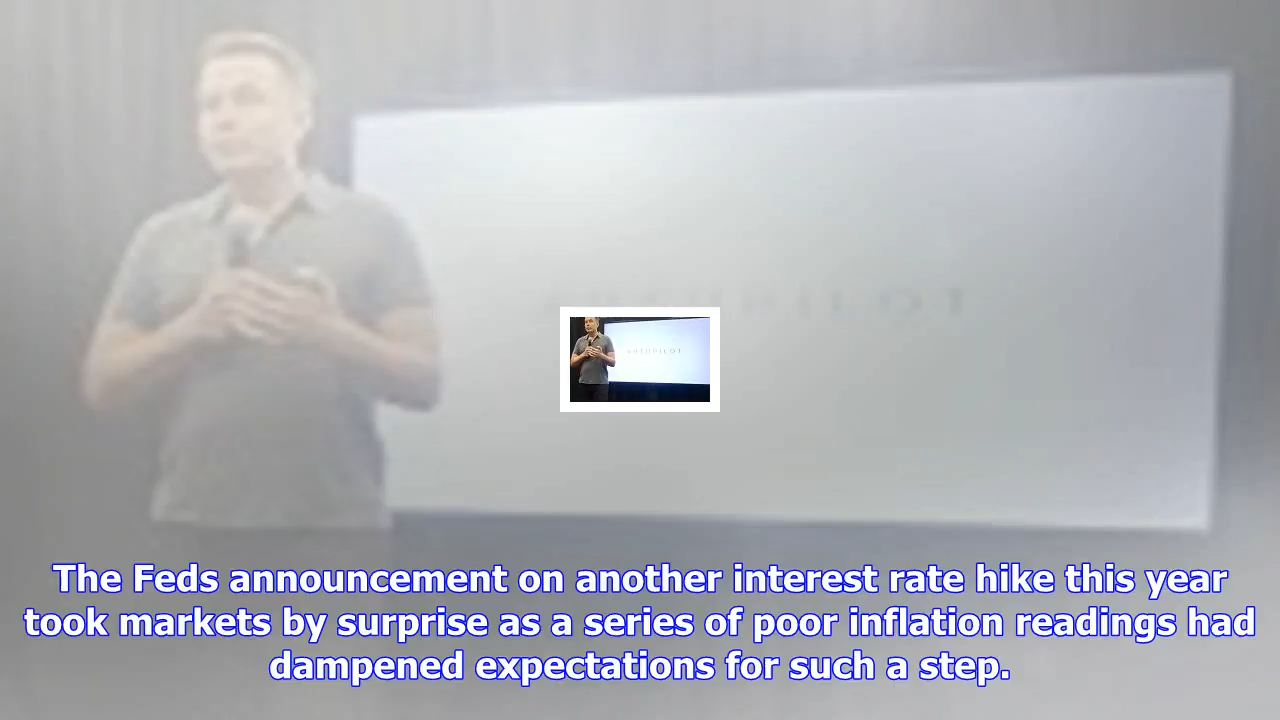 AUTOPILOT
The Feds announcement on another interest rate hike this year
took markets by surprise as a series of poor inflation readings had
dampened expectations for such a step.